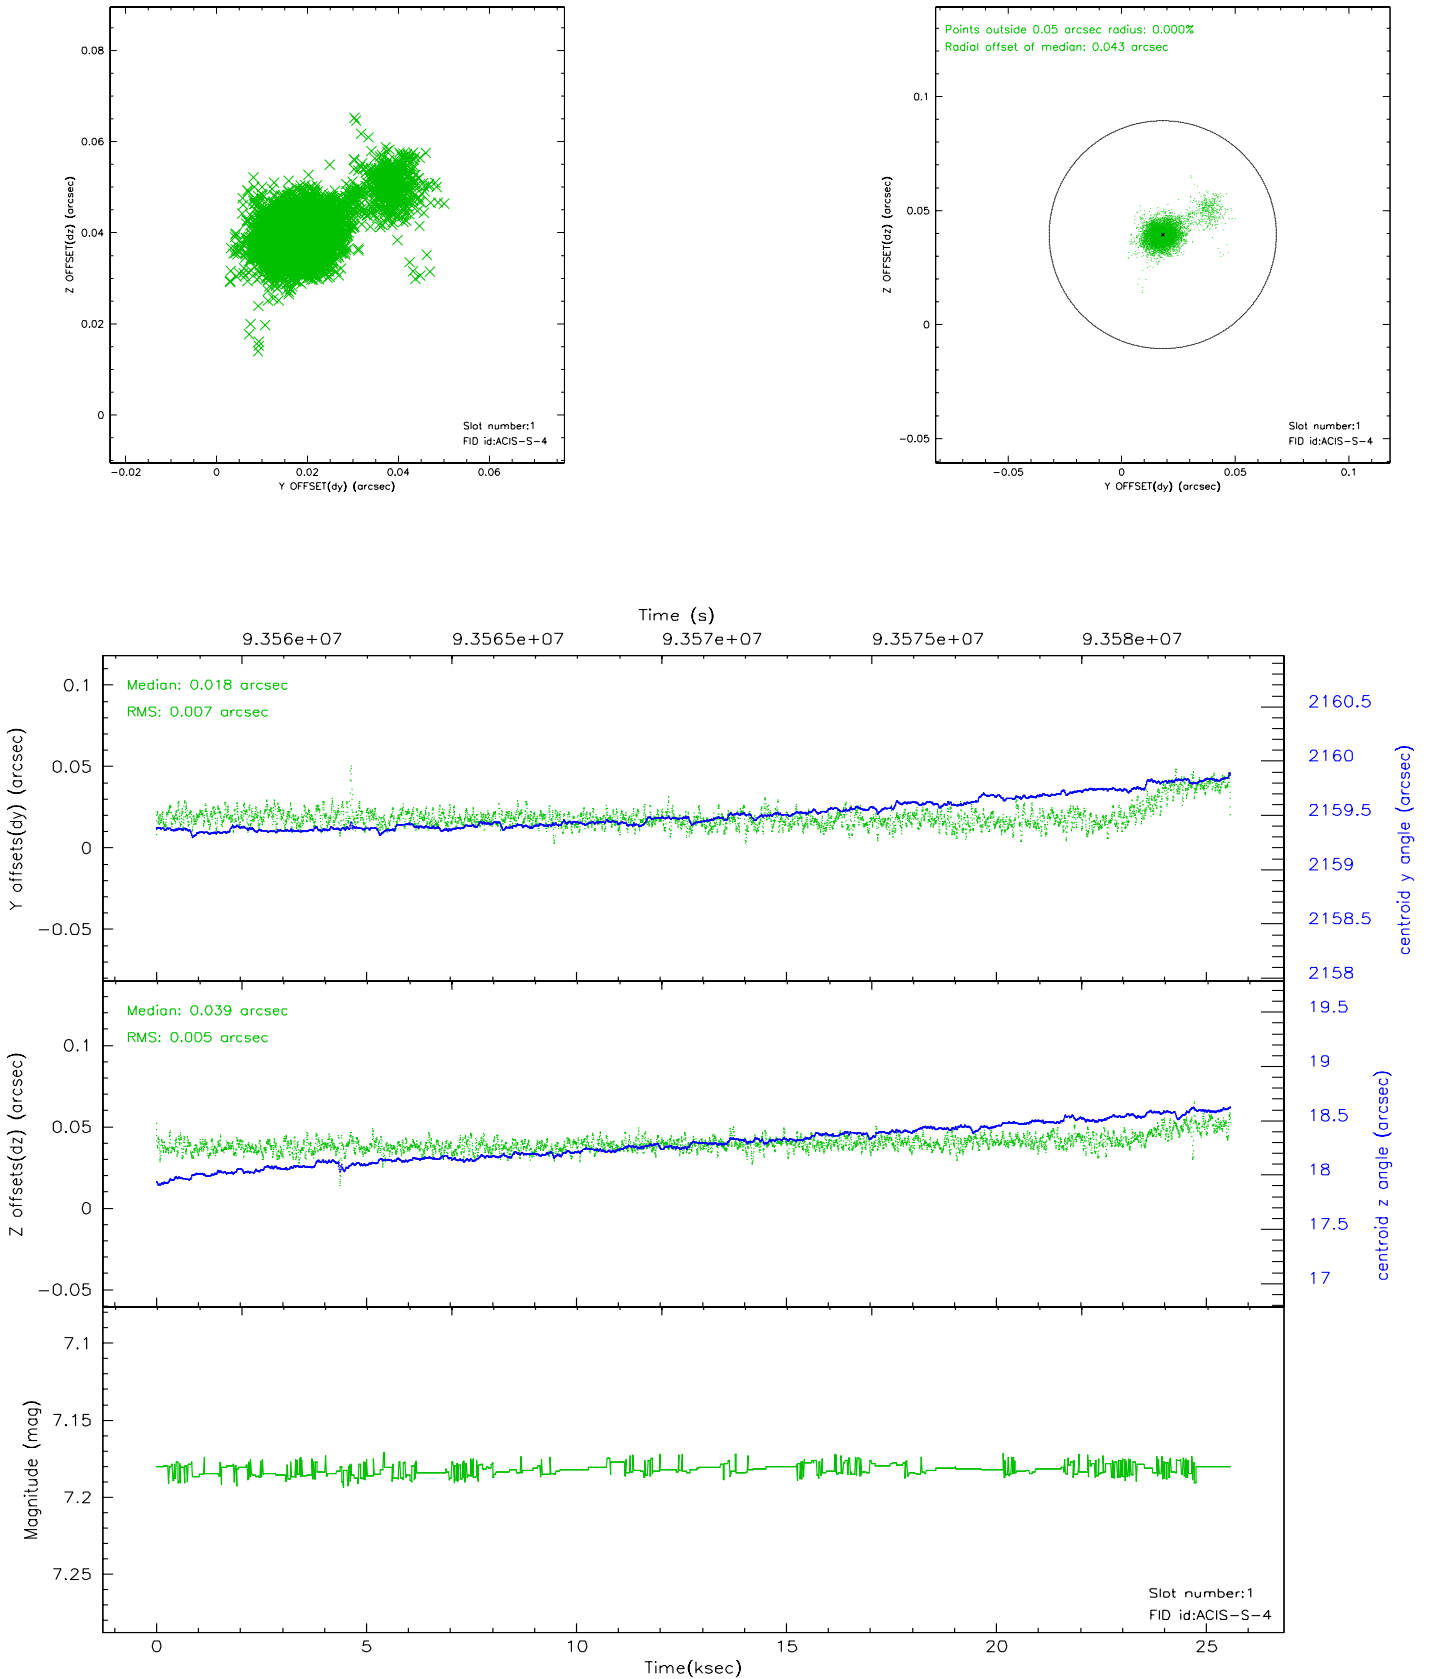 0.08
0.06
0.04
0.02
0
Z OFFSET(dz) (arcsec)
Slot number:1
FID id:ACIS-S-4
-0.02 0 0.02 0.04 0.06
Y OFFSET(dy) (arcsec)
Points outside 0.05 arcsec radius: 0.000%
Radial offset of median: 0.043 arcsec
0.1
0.05
0
-0.05
Z OFFSET(dz) (arcsec)
Slot number:1
FID id:ACIS-S-4
-0.05 0 0.05 0.1
Y OFFSET(dy) (arcsec)
Time (s)
9.356e+07 9.3565e+07 9.357e+07 9.3575e+07 9.358e+07
Median: 0.018 arcsec
RMS: 0.007 arcsec
0.1
0.05
0
-0.05
Y offsets(dy) (arcsec)
2160.5
2160
2159.5
2159
2158.5
2158
centroid y angle (arcsec)
Median: 0.039 arcsec
RMS: 0.005 arcsec
0.1
0.05
0
-0.05
Z offsets(dz) (arcsec)
19.5
19
18.5
18
17.5
17
centroid z angle (arcsec)
7.1
7.15
7.2
7.25
Magnitude (mag)
Slot number:1
FID id:ACIS-S-4
0 5 10 15 20 25
Time(ksec)